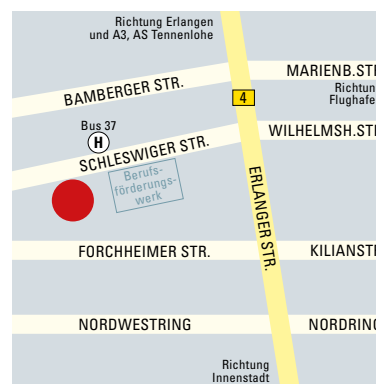 Richtung Erlangen
und A3, AS Tennenlohe
MARIENB.STR
BAMBERGER STR.
Richtun
Flughafe
4
Bus 37
H
WILHELMSH.STR
SCHLESWIGER STR.
Berufs-
förderungs-
werk
ERLANGER STR.
FORCHHEIMER STR.
KILIANSTR
NORDWESTRING
NORDRING
Richtung
Innenstadt